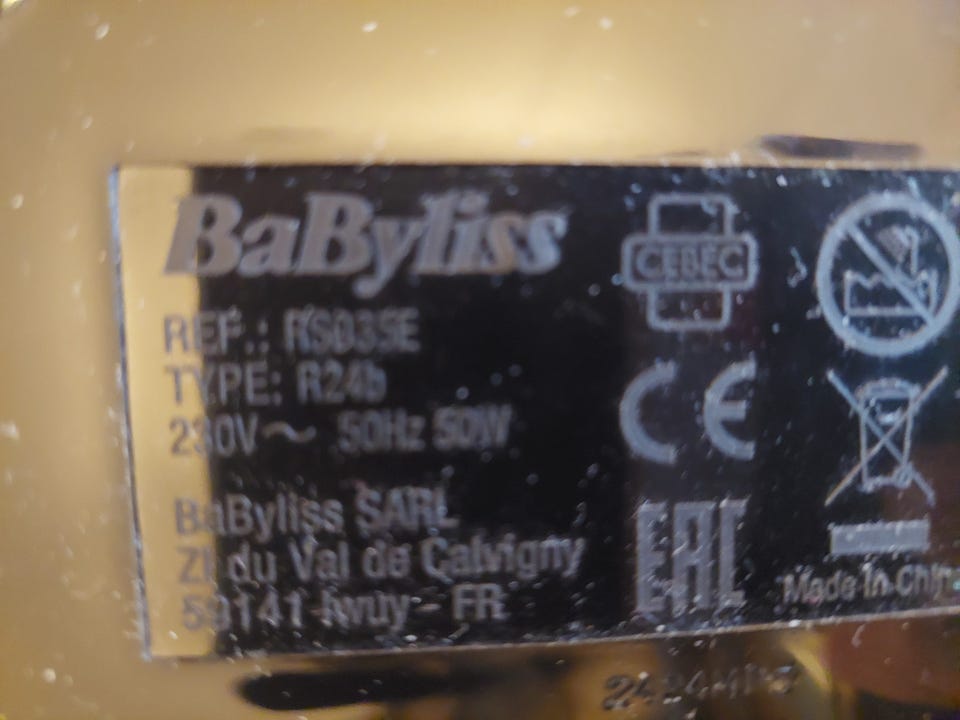 BaByliss
REF.: RS035E
TYPE: R24b
230V~ 50Hz 50W
BaByliss SARL
ZI du Val de Calvigny
59141 Iwuy - FR
CEBEC
CE
EAC
Made in China